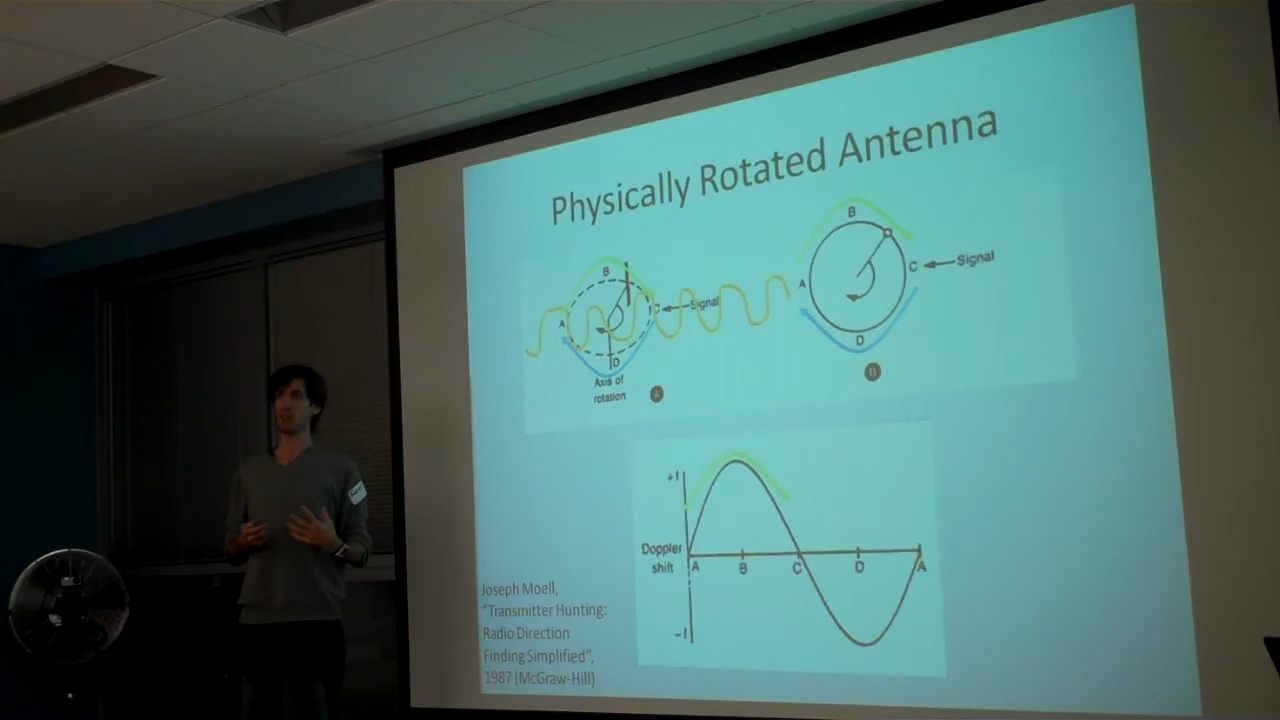 Physically Rotated Antenna
B
A
C
Signal
D
Axis of
rotation
A
B
A
C
Signal
D
B
+f
Doppler
shift
A
B
C
D
A
-f
Joseph Moell,
"Transmitter Hunting:
Radio Direction
Finding Simplified",
1987 (McGraw-Hill)